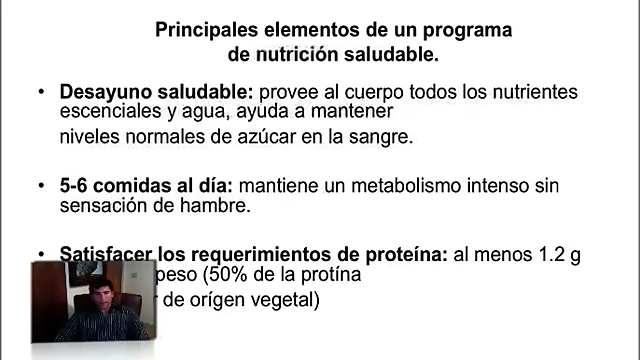 Principales elementos de un programa
de nutrición saludable.
• Desayuno saludable: provee al cuerpo todos los nutrientes
escenciales y agua, ayuda a mantener
niveles normales de azúcar en la sangre.
• 5-6 comidas al día: mantiene un metabolismo intenso sin
sensación de hambre.
• Satisfacer los requerimientos de proteína: al menos 1.2 g
peso (50% de la protína
de orígen vegetal)